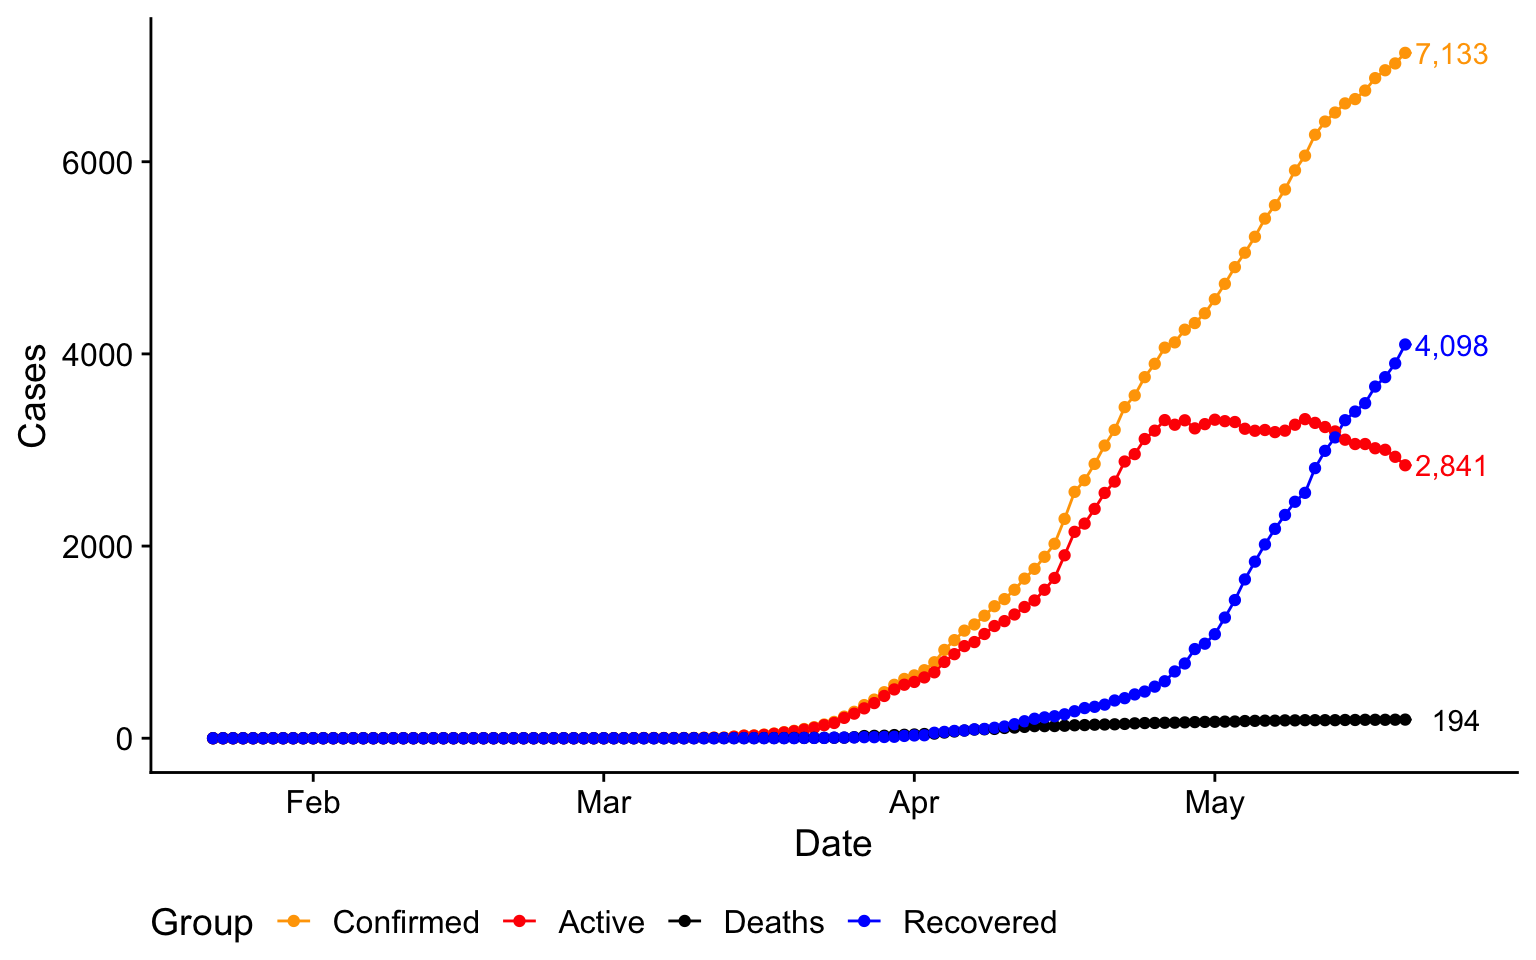 7,133
6000
4,098
4000
2,841
2000
194
0
Cases
Feb Mar Apr May
Date
Group Confirmed Active Deaths Recovered